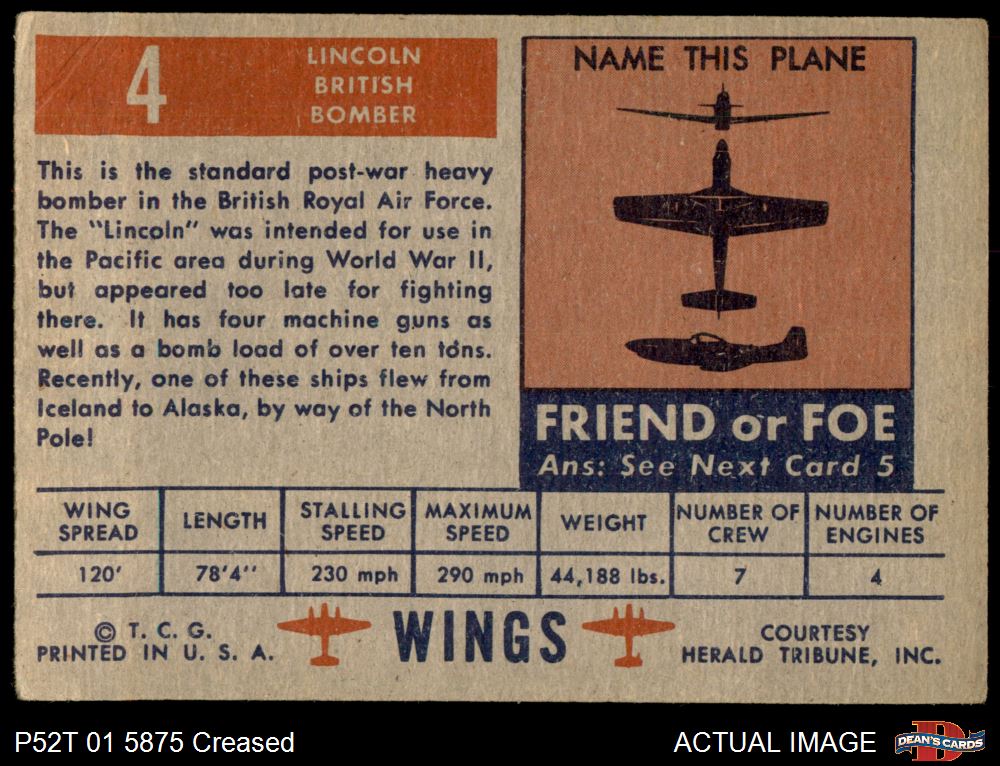 4
LINCOLN
BRITISH
BOMBER
This is the standard post-war heavy
bomber in the British Royal Air Force.
The "Lincoln" was intended for use in
the Pacific area during World War II,
but appeared too late for fighting
there. It has four machine guns as
well as a bomb load of over ten tons.
Recently, one of these ships flew from
Iceland to Alaska, by way of the North
Pole!
NAME THIS PLANE
FRIEND or FOE
Ans: See Next Card 5
WING SPREAD
LENGTH
STALLING SPEED
MAXIMUM SPEED
WEIGHT
NUMBER OF CREW
NUMBER OF ENGINES
120'
78'4"
230 mph
290 mph
44,188 lbs.
7
4
© T. C. G.
PRINTED IN U. S. A.
WINGS
COURTESY
HERALD TRIBUNE, INC.
P52T 01 5875 Creased
ACTUAL IMAGE
D
DEAN'S CARDS